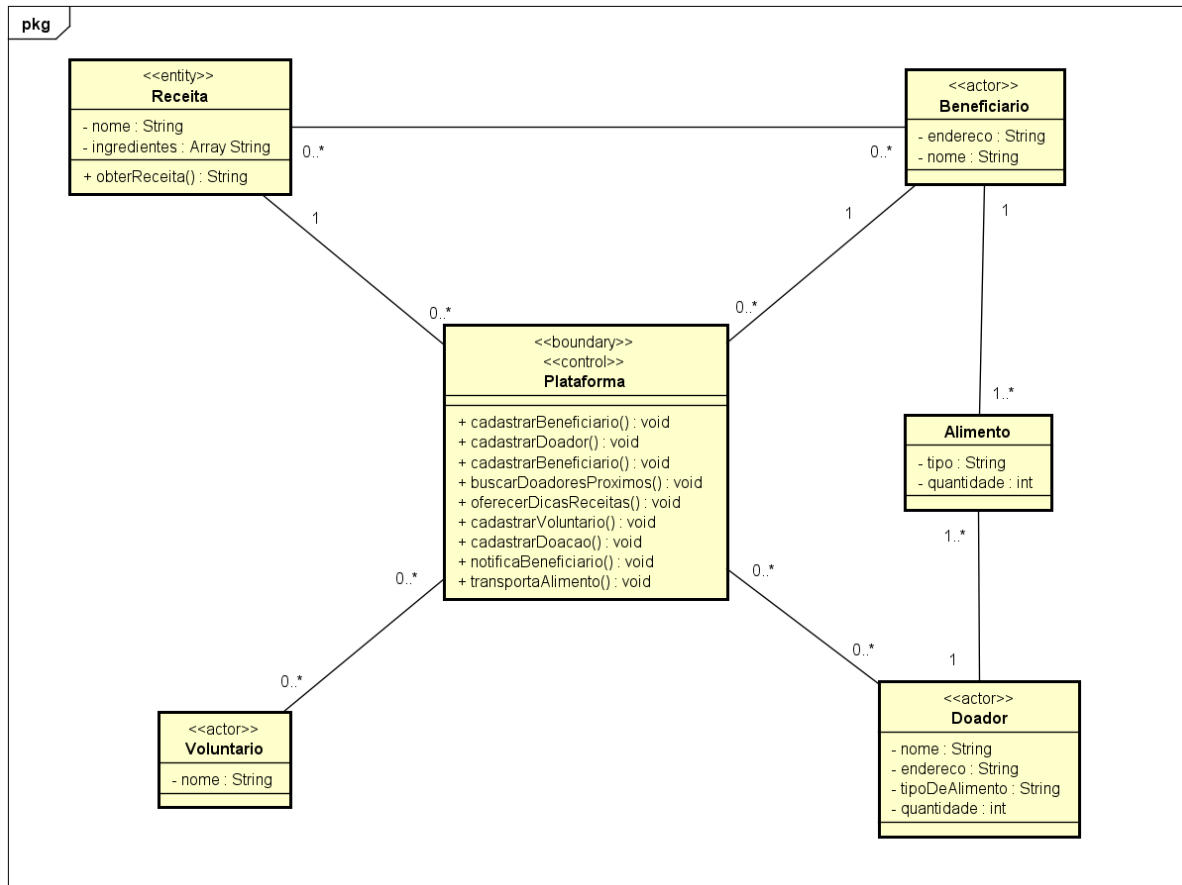 pkg
<<entity>>
Receita
- nome : String
- ingredientes : Array String
+ obterReceita() : String
<<actor>>
Beneficiario
- endereco : String
- nome : String
0..*
0..*
1
1
1
0..*
0..*
<<boundary>>
<<control>>
Plataforma
+ cadastrarBeneficiario() : void
+ cadastrarDoador() : void
+ cadastrarBeneficiario() : void
+ buscarDoadoresProximos() : void
+ oferecerDicasReceitas() : void
+ cadastrarVoluntario() : void
+ cadastrarDoacao() : void
+ notificaBeneficiario() : void
+ transportaAlimento() : void
1..*
Alimento
- tipo : String
- quantidade : int
1..*
0..*
0..*
0..*
0..*
1
<<actor>>
Voluntario
- nome : String
<<actor>>
Doador
- nome : String
- endereco : String
- tipoDeAlimento : String
- quantidade : int